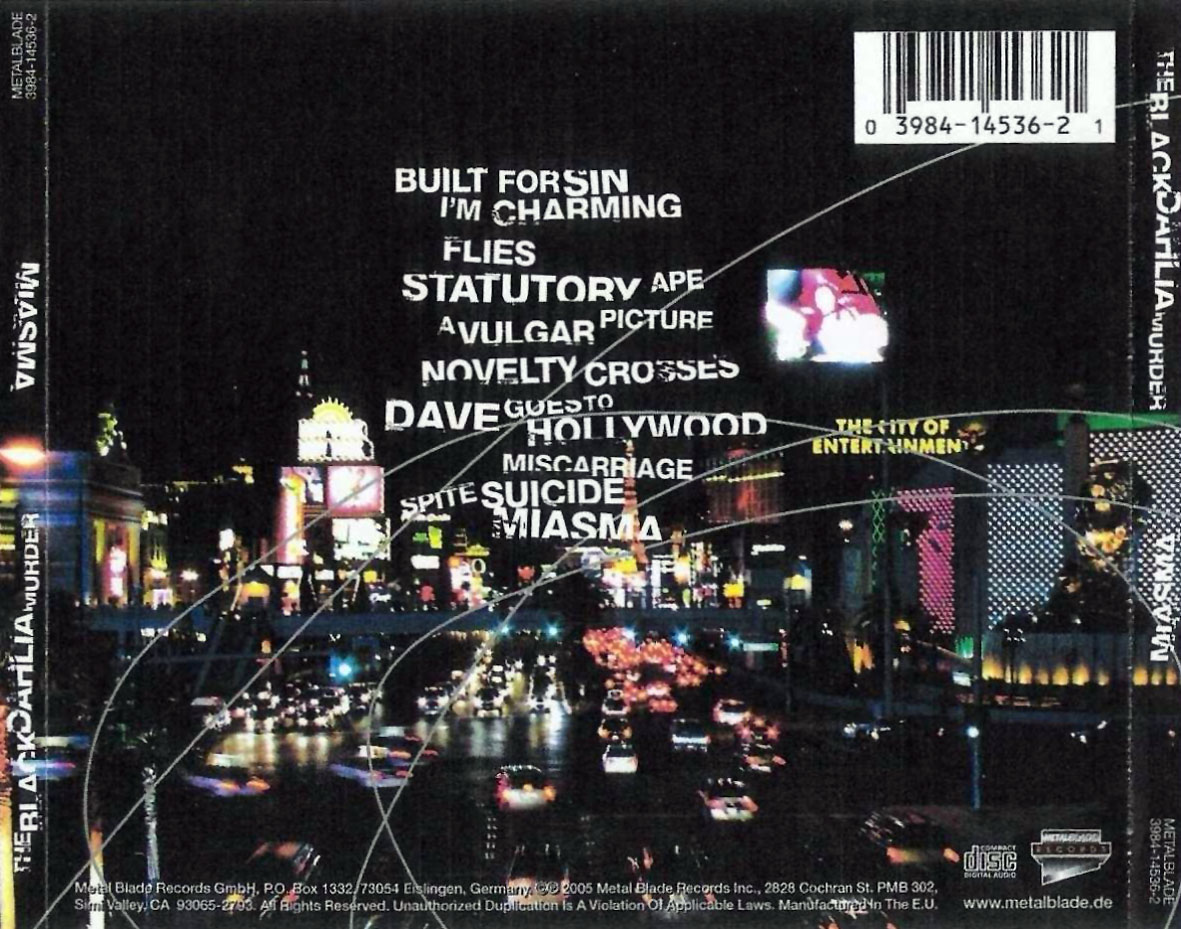 METALBLADE
3984-14536-2
MIASMA
THE BLACK DAHLIA MURDER
0 3984-14536-2 1
BUILT FOR SIN
I'M CHARMING
FLIES
STATUTORY APE
A VULGAR PICTURE
NOVELTY CROSSES
DAVE GOES TO
HOLLYWOOD
MISCARRIAGE
SPITE SUICIDE
MIASMA
THE CITY OF
ENTERTAINMENT
THE BLACK DAHLIA MURDER
MIASMA
METALBLADE
3984-14536-2
COMPACT
disc
DIGITAL AUDIO
METAL BLADE
RECORDS
Metal Blade Records GmbH, P.O. Box 1332, 73054 Eislingen, Germany. ℗© 2005 Metal Blade Records Inc., 2828 Cochran St. PMB 302,
Simi Valley, CA 93065-2793. All Rights Reserved. Unauthorized Duplication Is A Violation Of Applicable Laws. Manufactured In The E.U.
www.metalblade.de